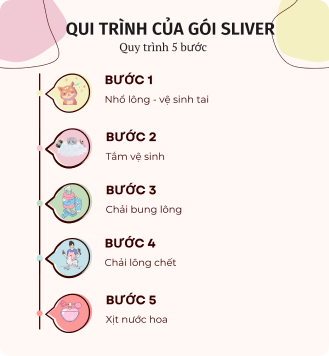 QUI TRÌNH CỦA GÓI SLIVER
Quy trình 5 bước
BƯỚC 1
Nhổ lông - vệ sinh tai
BƯỚC 2
Tắm vệ sinh
BƯỚC 3
Chải bung lông
BƯỚC 4
Chải lông chết
BƯỚC 5
Xịt nước hoa